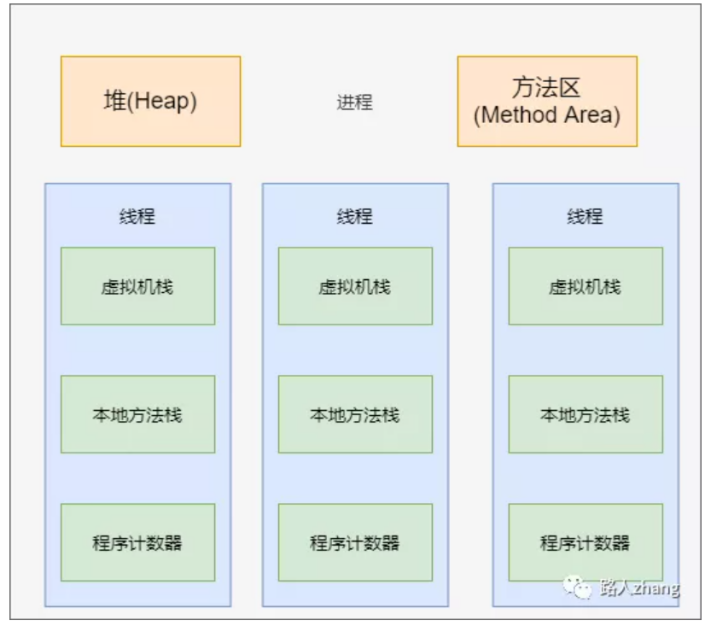 堆(Heap)
进程
方法区
(Method Area)
线程
线程
线程
虚拟机栈
虚拟机栈
虚拟机栈
本地方法栈
本地方法栈
本地方法栈
程序计数器
程序计数器
程序计数器
路人zhang